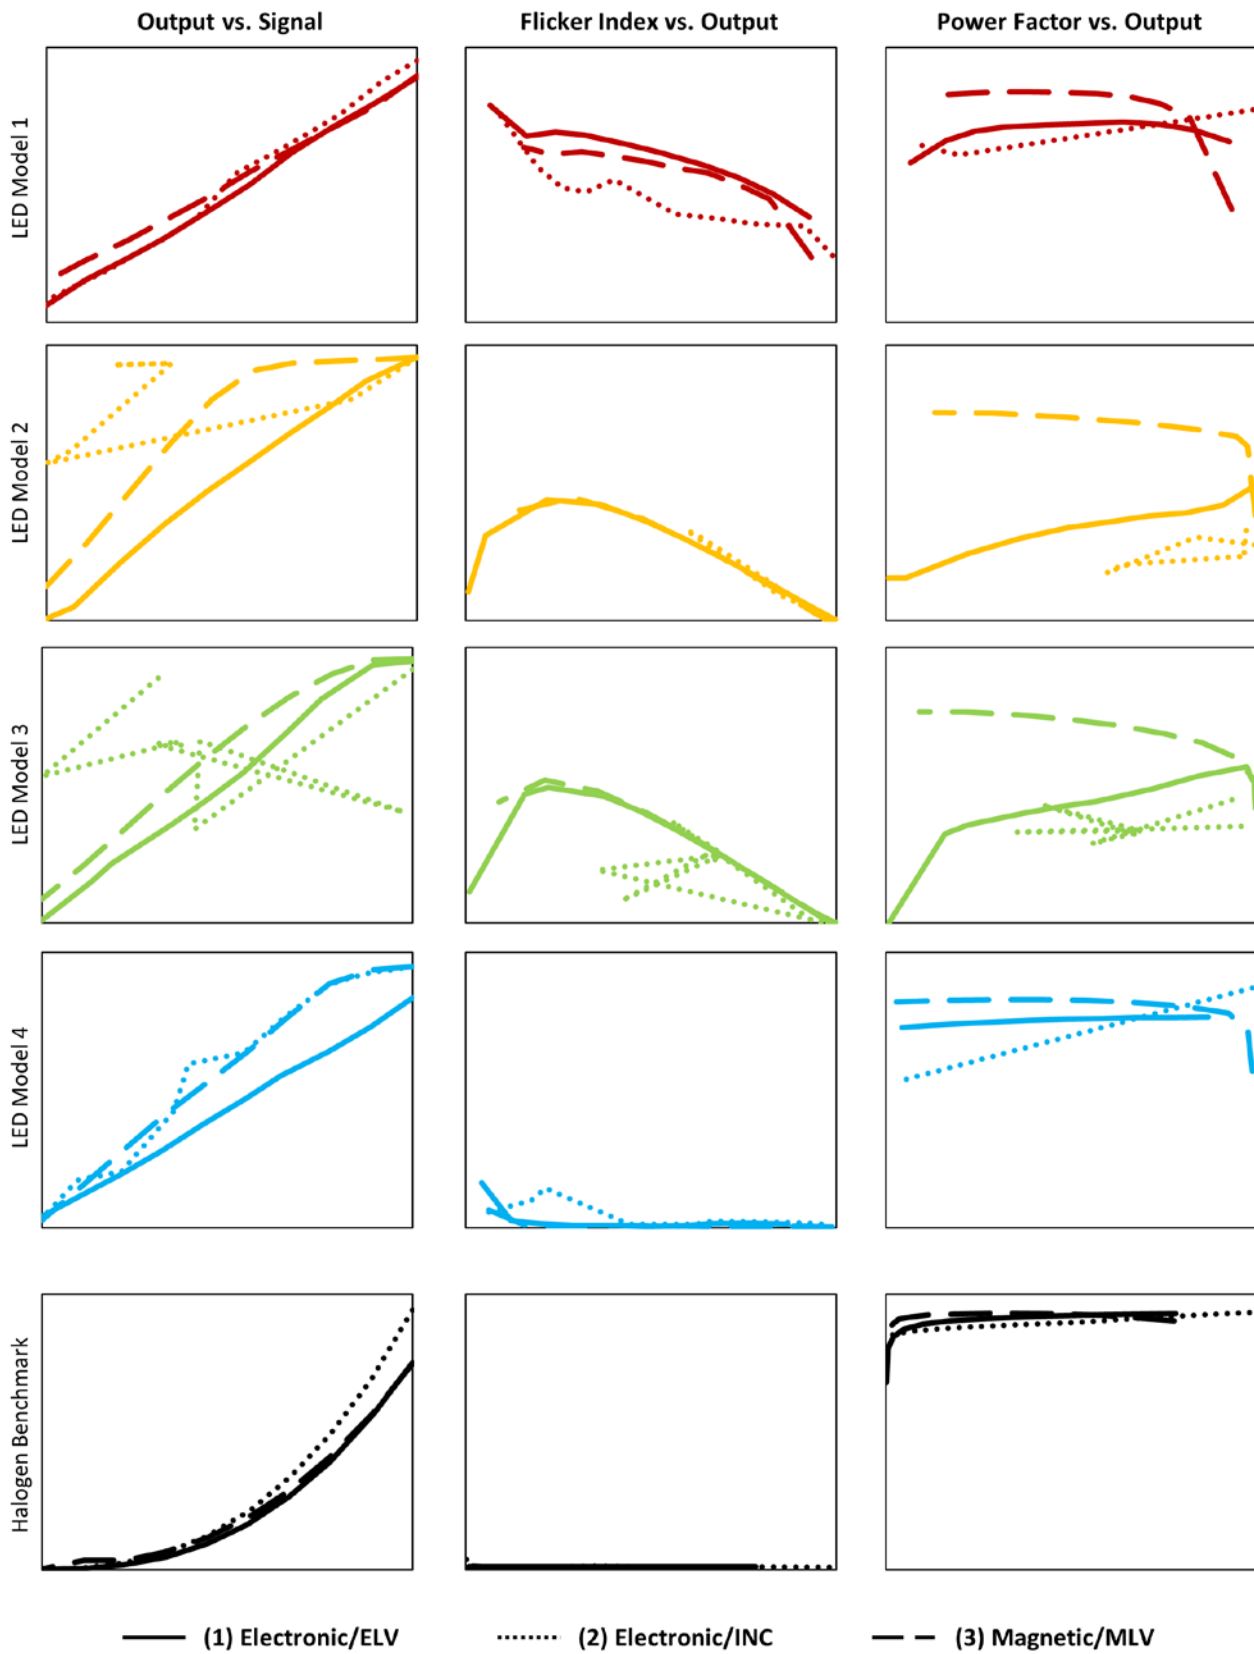 Output vs. Signal Flicker Index vs. Output Power Factor vs. Output
LED Model 1
LED Model 2
LED Model 3
LED Model 4
Halogen Benchmark
(1) Electronic/ELV (2) Electronic/INC (3) Magnetic/MLV